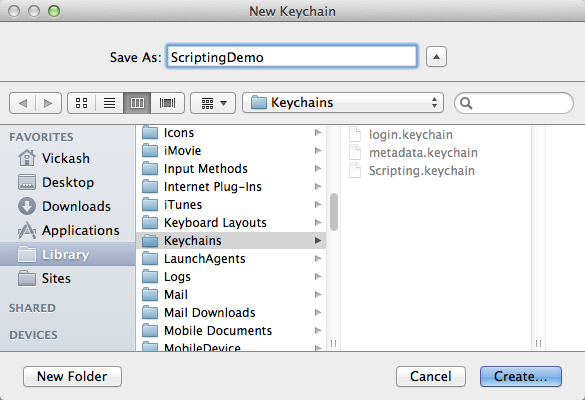 New Keychain
Save As: ScriptingDemo
Keychains
FAVORITES
Vickash
Desktop
Downloads
Applications
Library
Sites
SHARED
DEVICES
Icons
iMovie
Input Methods
Internet Plug-Ins
iTunes
Keyboard Layouts
Keychains
LaunchAgents
Logs
Mail
Mail Downloads
Mobile Documents
MobileDevice
login.keychain
metadata.keychain
Scripting.keychain
New Folder
Cancel
Create...